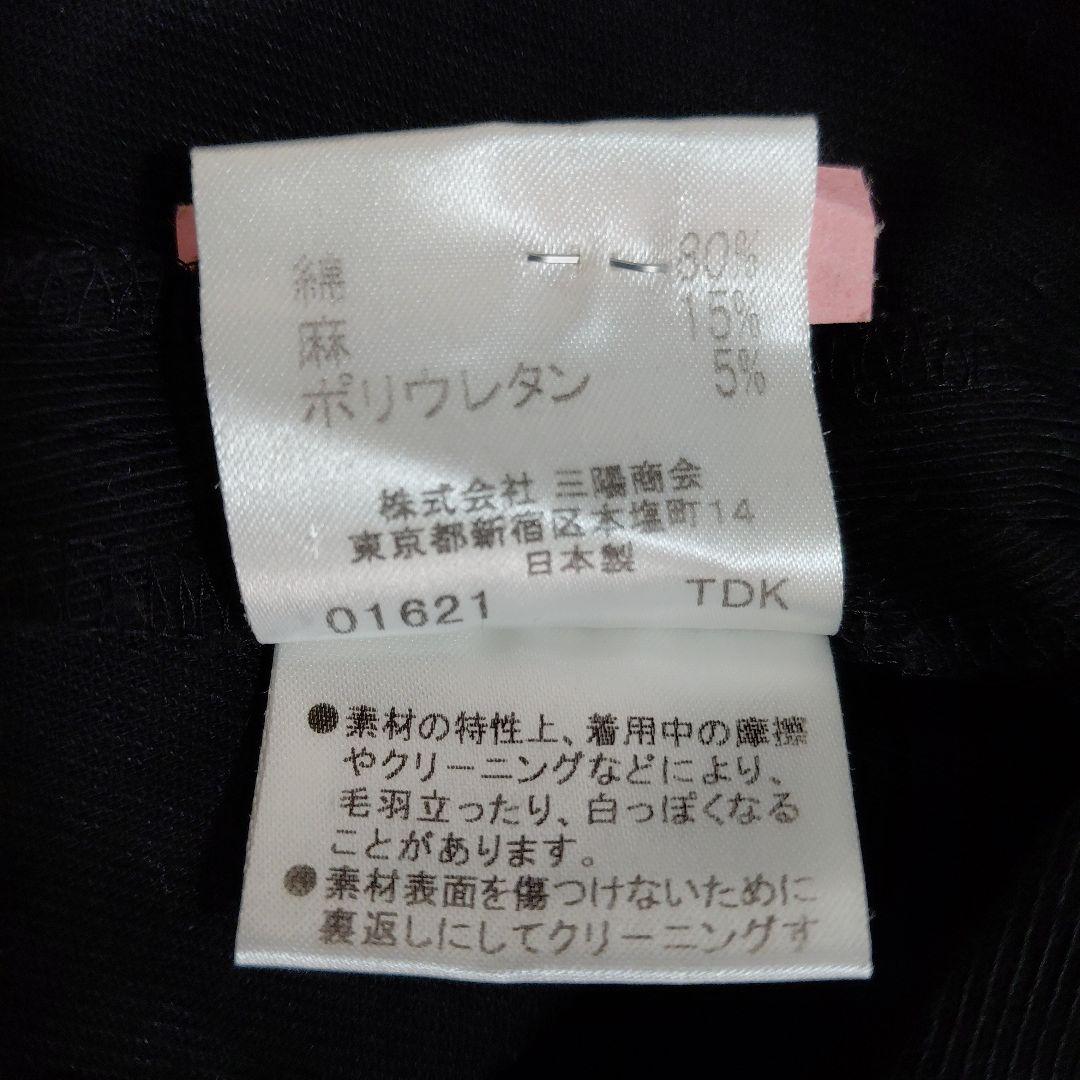 綿 80%
麻 15%
ポリウレタン 5%
株式会社 三陽商会
東京都新宿区本塩町14
日本製
01621 TDK
●素材の特性上、着用中の摩擦
やクリーニングなどにより、
毛羽立ったり、白っぽくなる
ことがあります。
●素材表面を傷つけないために
裏返しにしてクリーニングす